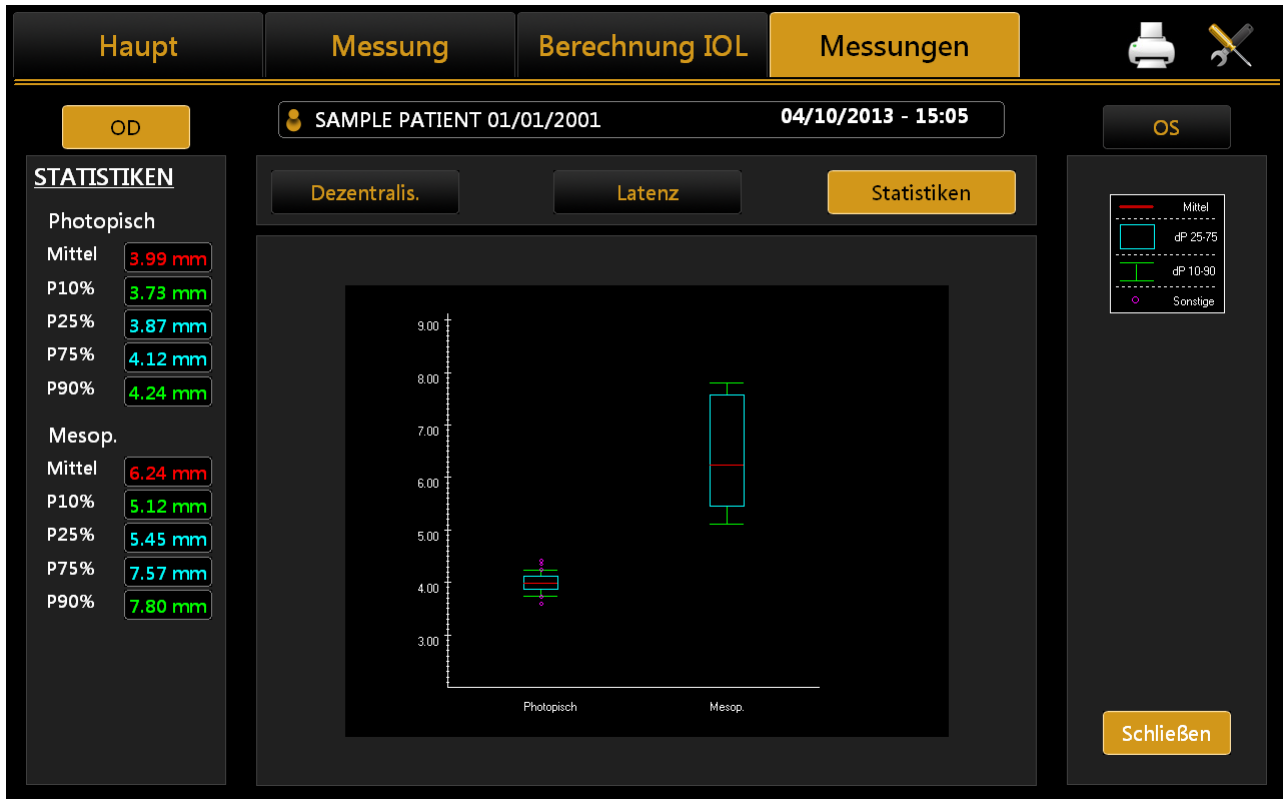 Haupt
Messung
Berechnung IOL
Messungen
OD
SAMPLE PATIENT 01/01/2001
04/10/2013 - 15:05
OS
STATISTIKEN
Photopisch
Mittel 3.99 mm
P10% 3.73 mm
P25% 3.87 mm
P75% 4.12 mm
P90% 4.24 mm
Mesop.
Mittel 6.24 mm
P10% 5.12 mm
P25% 5.45 mm
P75% 7.57 mm
P90% 7.80 mm
Dezentralis.
Latenz
Statistiken
9.00
8.00
7.00
6.00
5.00
4.00
3.00
Photopisch
Mesop.
Mittel
dP 25-75
dP 10-90
Sonstige
Schließen